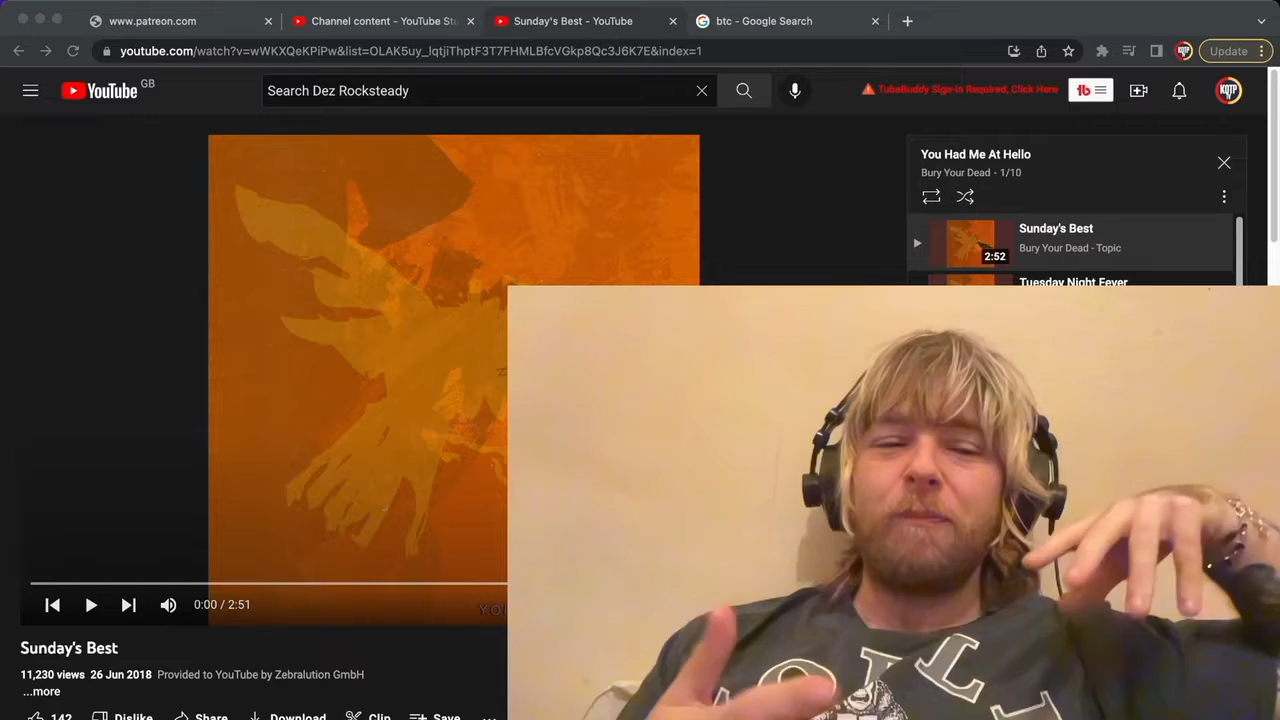 www.patreon.com
Channel content - YouTube Stu
Sunday's Best - YouTube
btc - Google Search
youtube.com/watch?v=wWKXQeKPiPw&list=OLAK5uy_lqtjiThptF3T7FHMLBfcVGkp8Qc3J6K7E&index=1
Update
YouTube GB
Search Dez Rocksteady
TubeBuddy Sign-in Required, Click Here
tb
KQTP
You Had Me At Hello
Bury Your Dead - 1/10
Sunday's Best
Bury Your Dead - Topic
2:52
Tuesday Night Fever
0:00 / 2:51
YO
Sunday's Best
11,230 views 26 Jun 2018 Provided to YouTube by Zebralution GmbH
...more
142 Dislike Share Download Clip Save